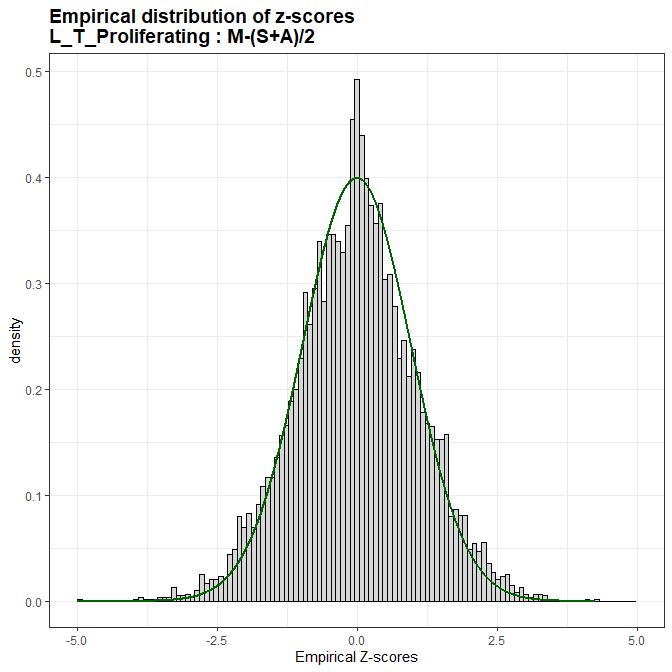 Empirical distribution of z-scores
L_T_Proliferating : M-(S+A)/2
0.5
0.4
0.3
0.2
0.1
0.0
density
-5.0 -2.5 0.0 2.5 5.0
Empirical Z-scores